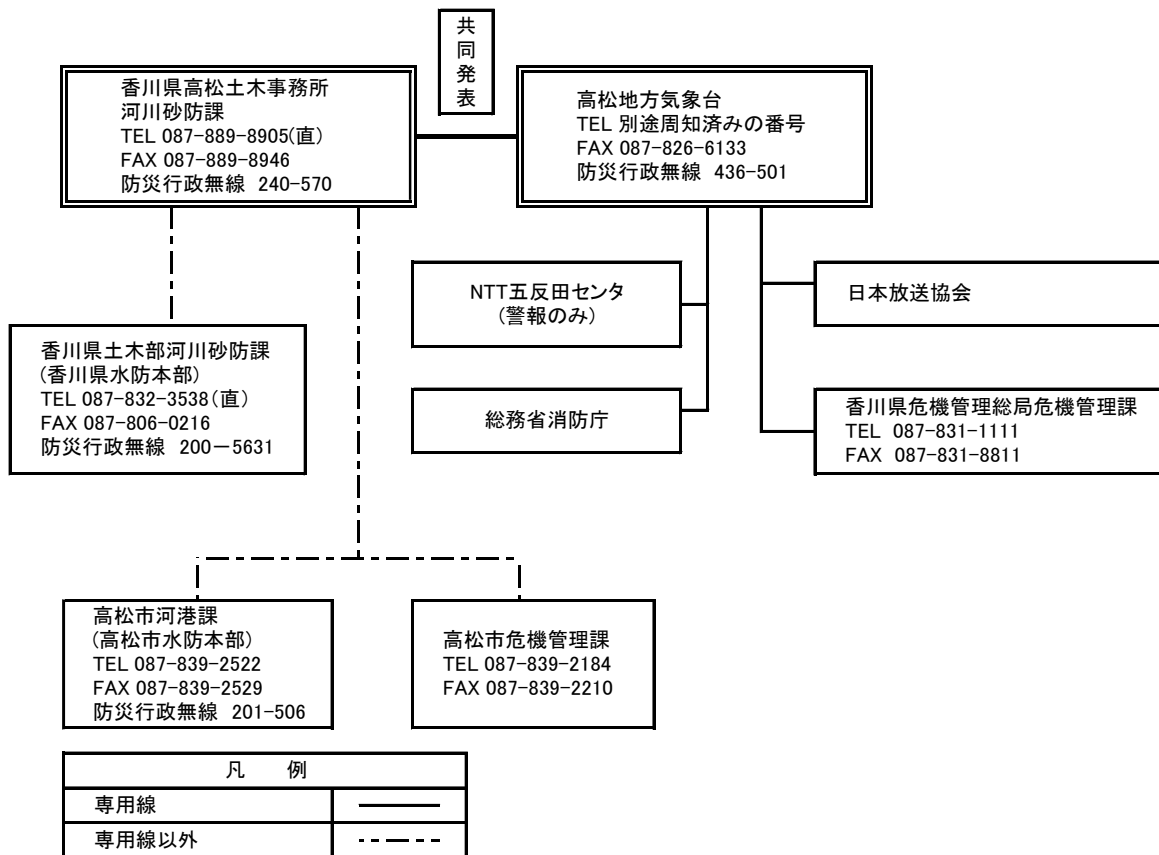 共
同
発
表
香川県高松土木事務所
河川砂防課
TEL 087-889-8905(直)
FAX 087-889-8946
防災行政無線 240-570
高松地方気象台
TEL 別途周知済みの番号
FAX 087-826-6133
防災行政無線 436-501
NTT五反田センタ
(警報のみ)
日本放送協会
香川県土木部河川砂防課
(香川県水防本部)
TEL 087-832-3538(直)
FAX 087-806-0216
防災行政無線 200-5631
総務省消防庁
香川県危機管理総局危機管理課
TEL 087-831-1111
FAX 087-831-8811
高松市河港課
(高松市水防本部)
TEL 087-839-2522
FAX 087-839-2529
防災行政無線 201-506
高松市危機管理課
TEL 087-839-2184
FAX 087-839-2210
凡 例
専用線
専用線以外